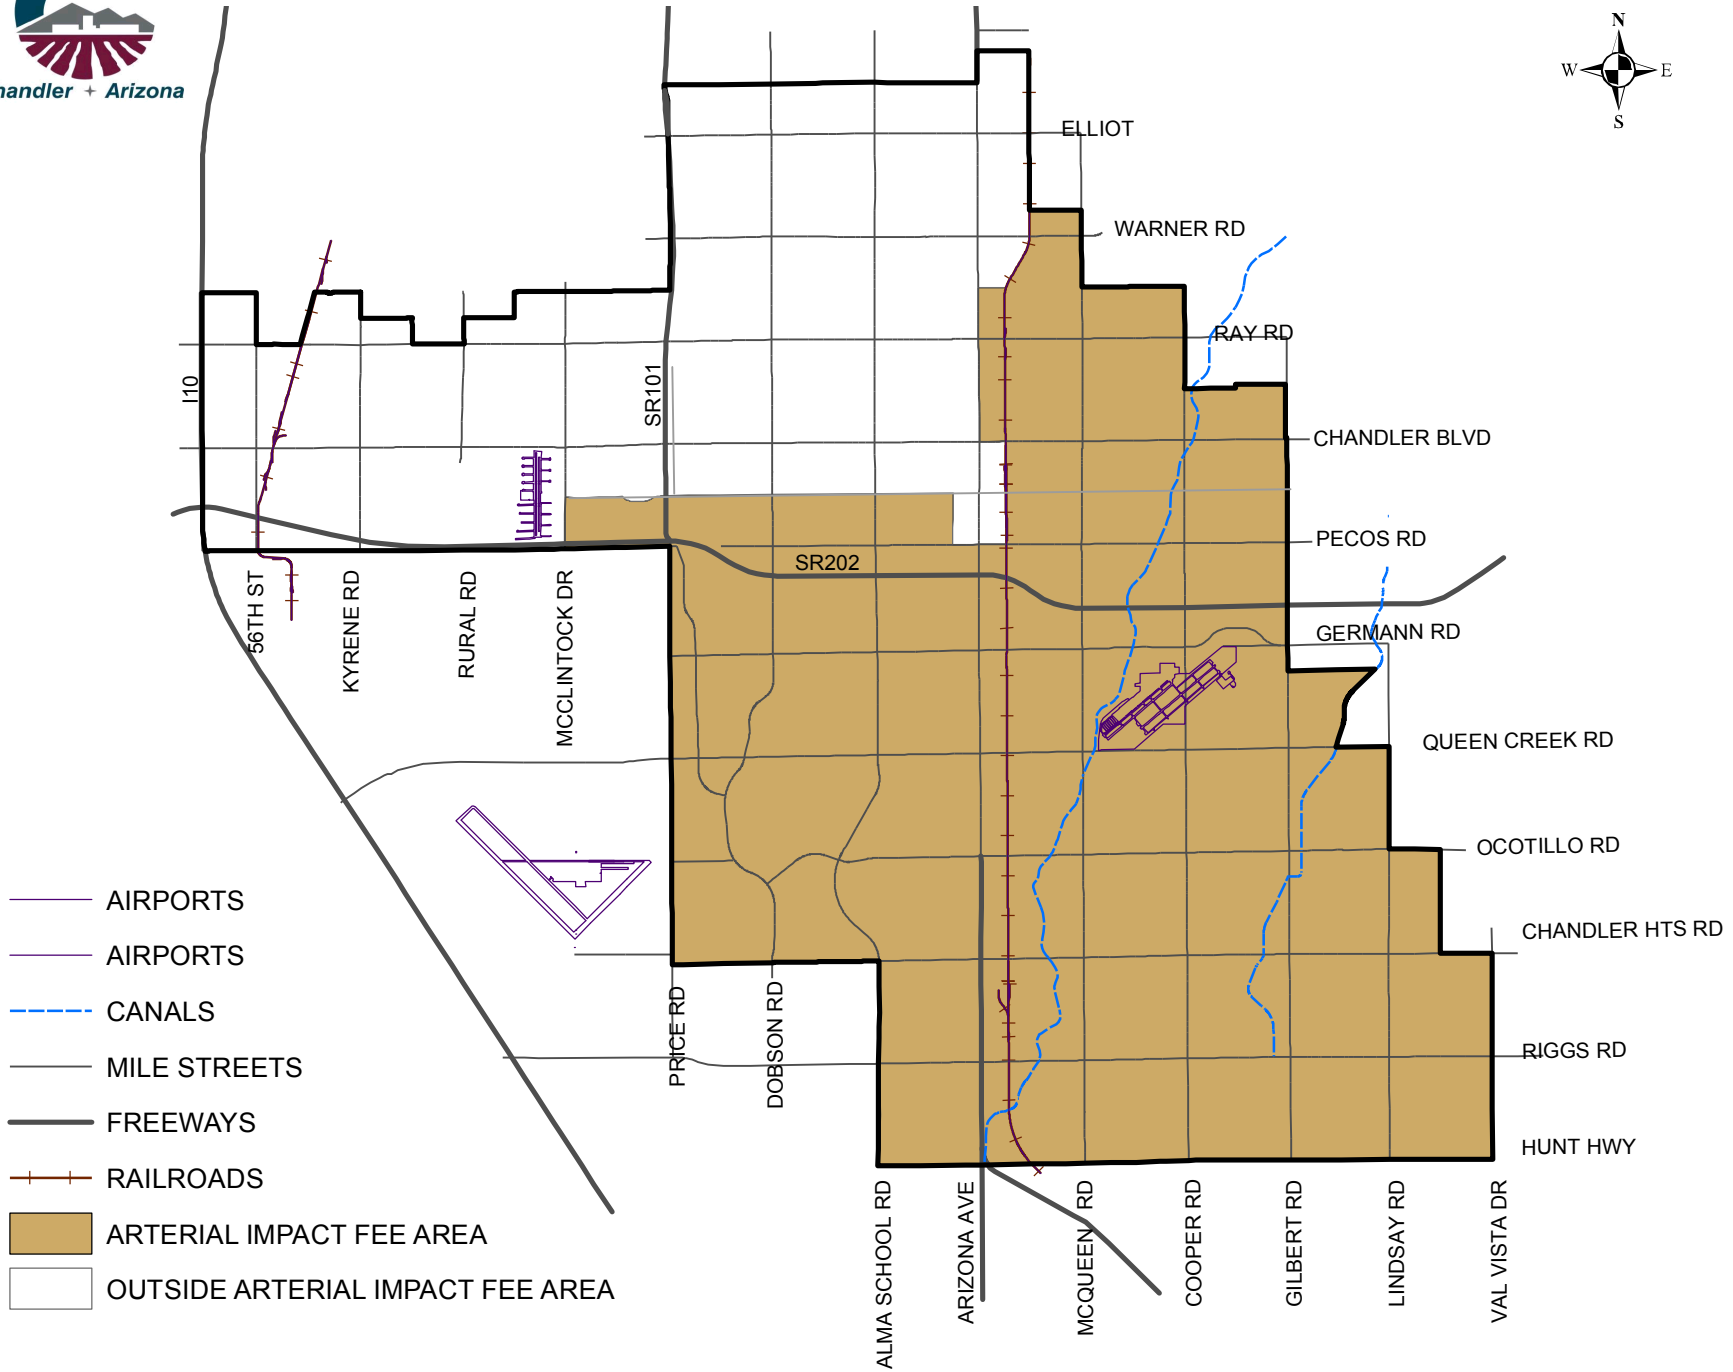 handler + Arizona
N
W
E
S
ELLIOT
WARNER RD
RAY RD
I10
SR101
CHANDLER BLVD
PECOS RD
SR202
56TH ST
KYRENE RD
RURAL RD
MCCLINTOCK DR
GERMANN RD
QUEEN CREEK RD
OCOTILLO RD
CHANDLER HTS RD
PRICE RD
DOBSON RD
RIGGS RD
HUNT HWY
ALMA SCHOOL RD
ARIZONA AVE
MCQUEEN RD
COOPER RD
GILBERT RD
LINDSAY RD
VAL VISTA DR
AIRPORTS
AIRPORTS
CANALS
MILE STREETS
FREEWAYS
RAILROADS
ARTERIAL IMPACT FEE AREA
OUTSIDE ARTERIAL IMPACT FEE AREA